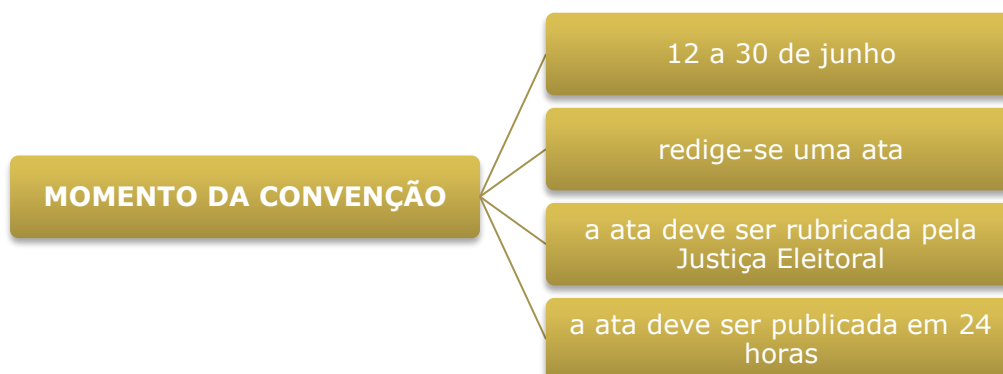 12 a 30 de junho
redige-se uma ata
MOMENTO DA CONVENÇÃO
a ata deve ser rubricada pela
Justiça Eleitoral
a ata deve ser publicada em 24
horas